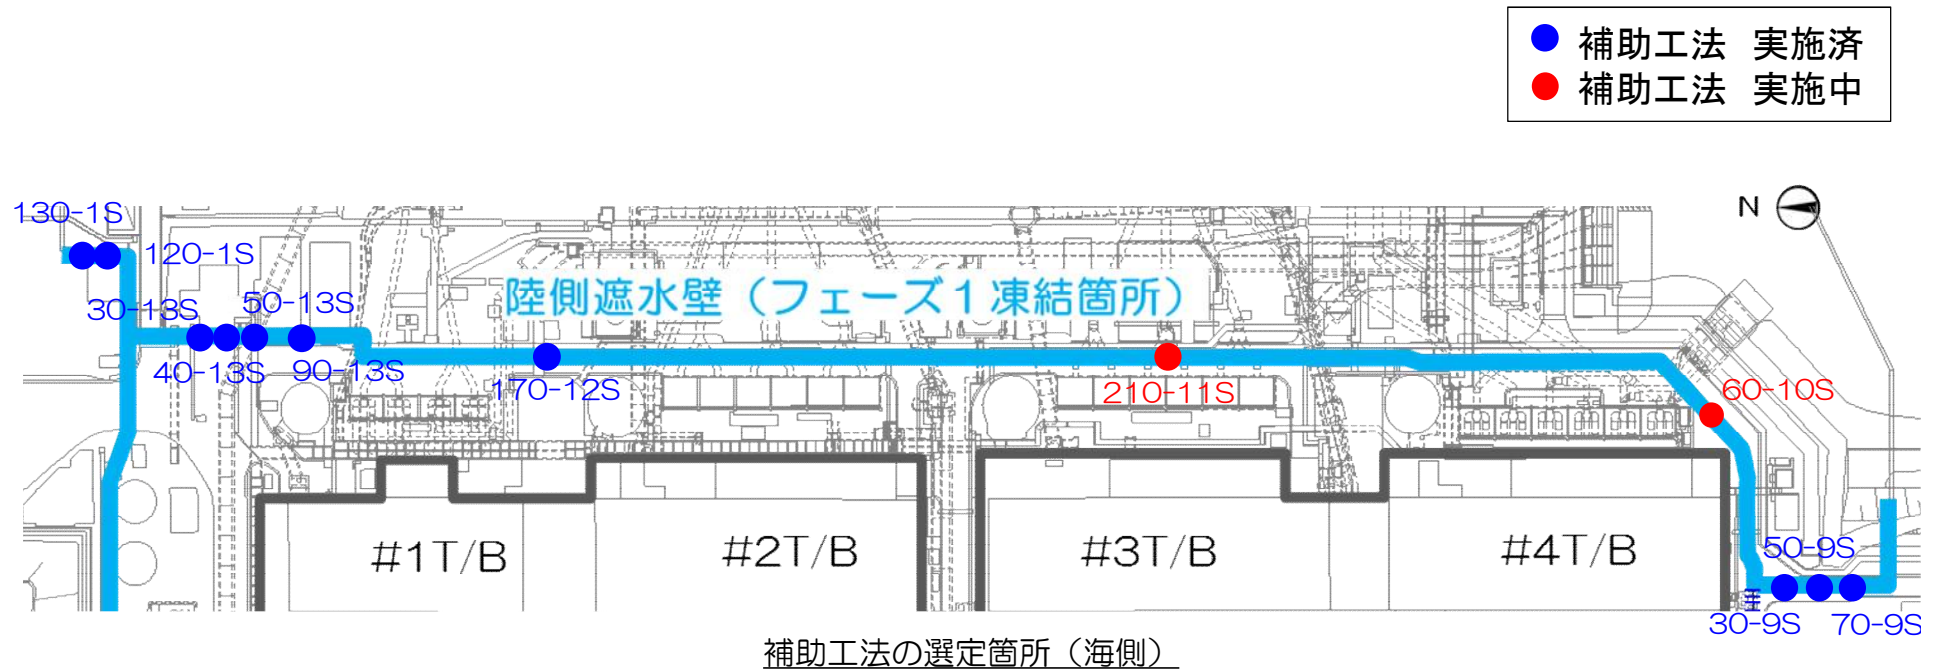 補助工法 実施済
補助工法 実施中
N
130-1S
120-1S
30-13S
50-13S
40-13S
90-13S
陸側遮水壁（フェーズ１凍結箇所）
170-12S
210-11S
60-10S
#1T/B
#2T/B
#3T/B
#4T/B
50-9S
30-9S
70-9S
補助工法の選定箇所（海側）